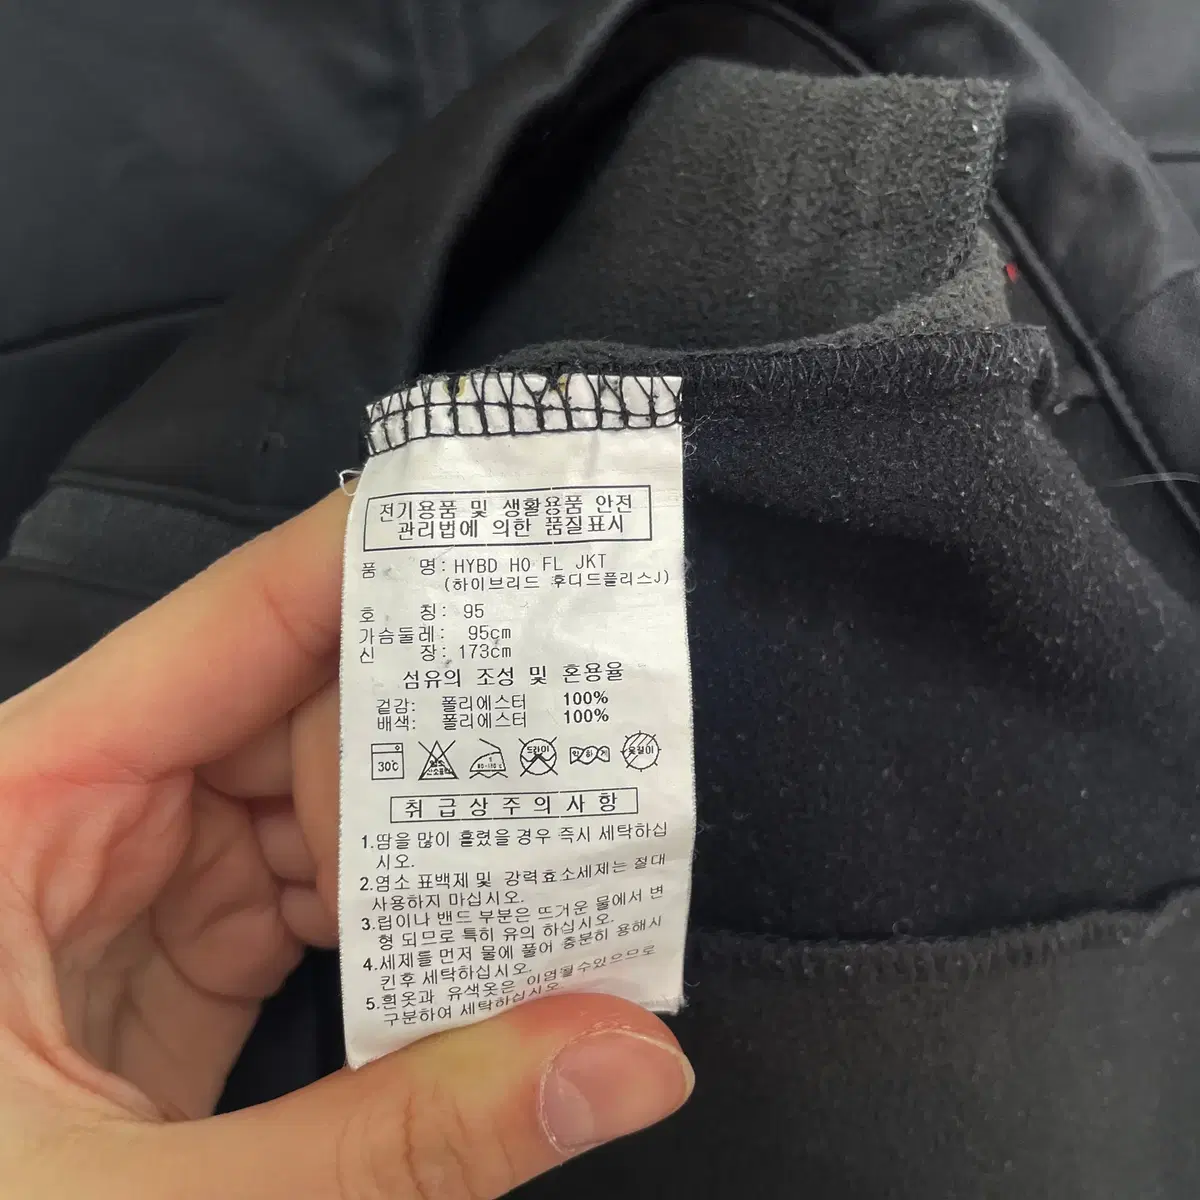 전기용품 및 생활용품 안전
관리법에 의한 품질표시
품 명: HYBD HO FL JKT
(하이브리드 후디드플리스J)
호 칭: 95
가슴둘레: 95cm
신 장: 173cm
섬유의 조성 및 혼용율
겉감: 폴리에스터 100%
배색: 폴리에스터 100%
30℃ 드라이 약하게 옷걸이
취급상주의사항
1.땀을 많이 흘렸을 경우 즉시 세탁하십
시오.
2.염소 표백제 및 강력효소세제는 절대
사용하지 마십시오.
3.립이나 밴드 부분은 뜨거운 물에서 변
형 되므로 특히 유의 하십시오.
4.세제를 먼저 물에 풀어 충분히 용해시
킨후 세탁하십시오.
5.흰옷과 유색옷은 이염될수있으므로
구분하여 세탁하십시오.